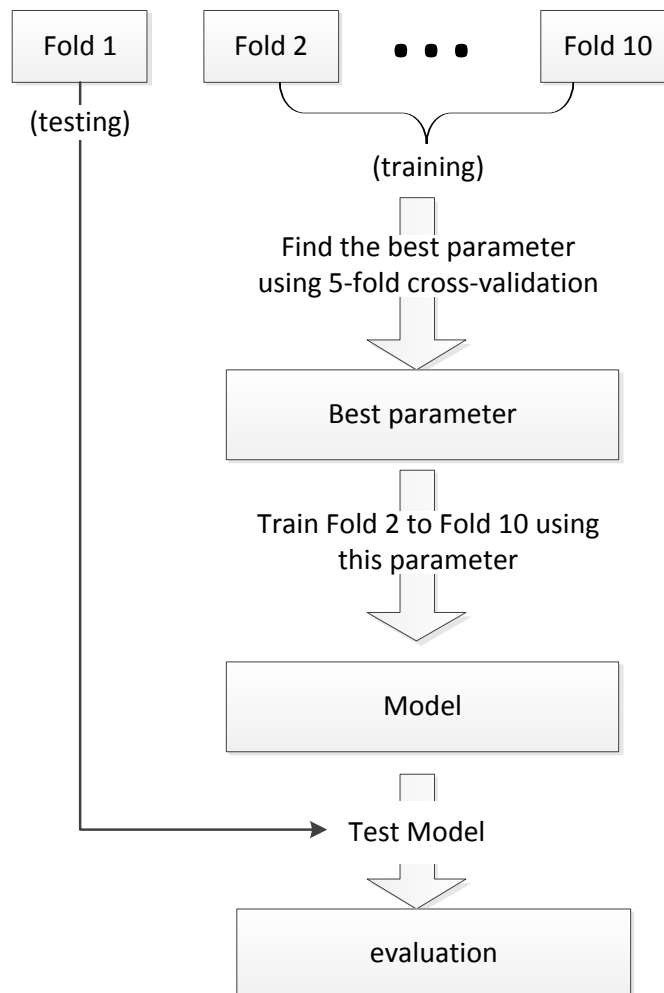 Fold 1
Fold 2
Fold 10
(testing)
(training)
Find the best parameter
using 5-fold cross-validation
Best parameter
Train Fold 2 to Fold 10 using
this parameter
Model
Test Model
evaluation